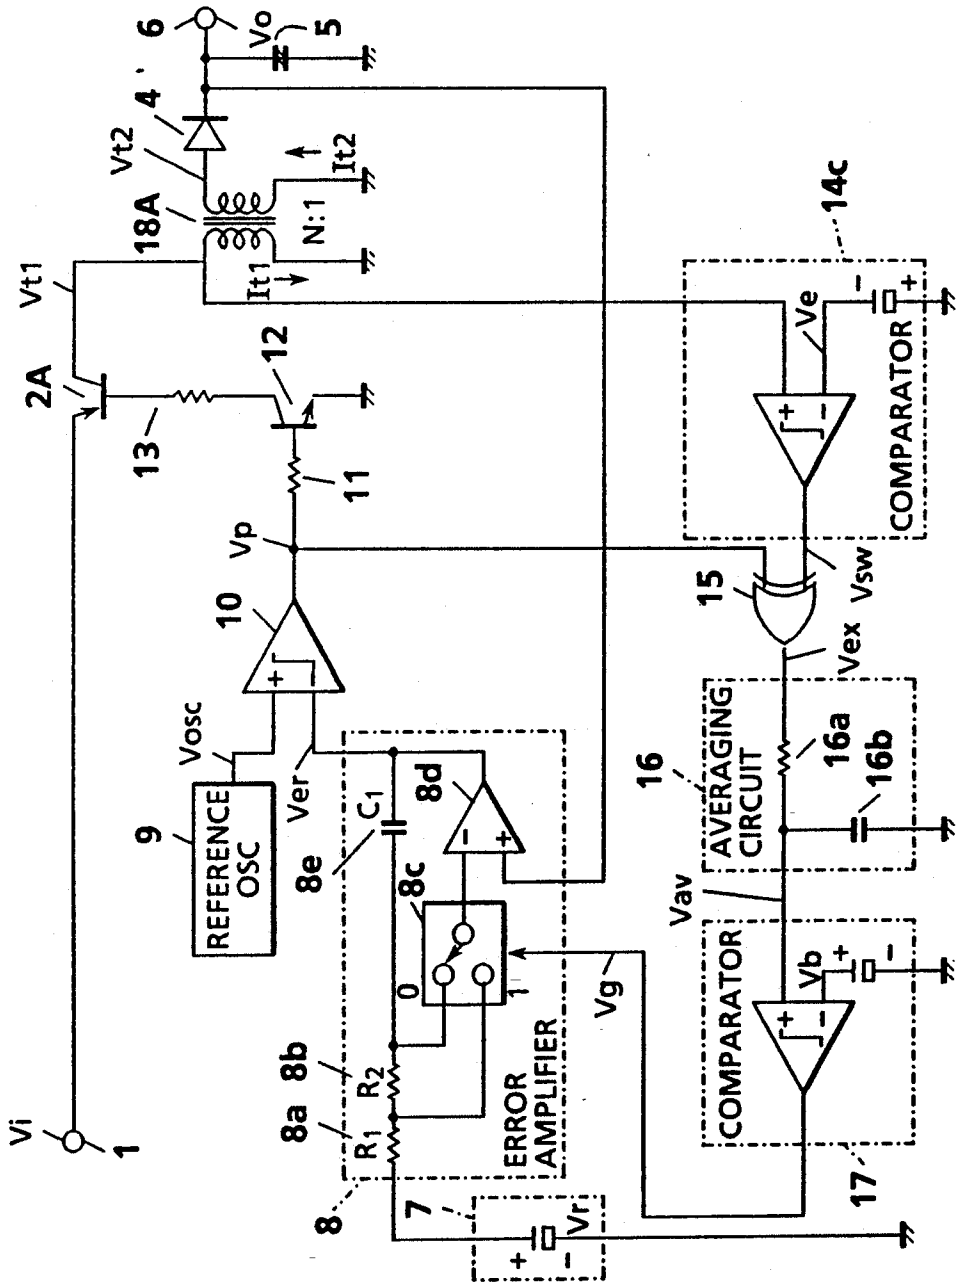 Vi
1
2A
Vt1
18A
Vt2
4'
6
Vo
5
It1
N:1
It2
13
12
11
Vp
10
+
−
Vosc
Ver
9
REFERENCE
OSC
8
8a
R1
8b
R2
8e
C1
8c
0
1
8d
−
+
ERROR
AMPLIFIER
7
+
−
Vr
Vg
14c
Ve
−
+
+
−
COMPARATOR
15
Vsw
Vex
16
AVERAGING
CIRCUIT
16a
16b
Vav
COMPARATOR
+
−
Vb
+
−
17